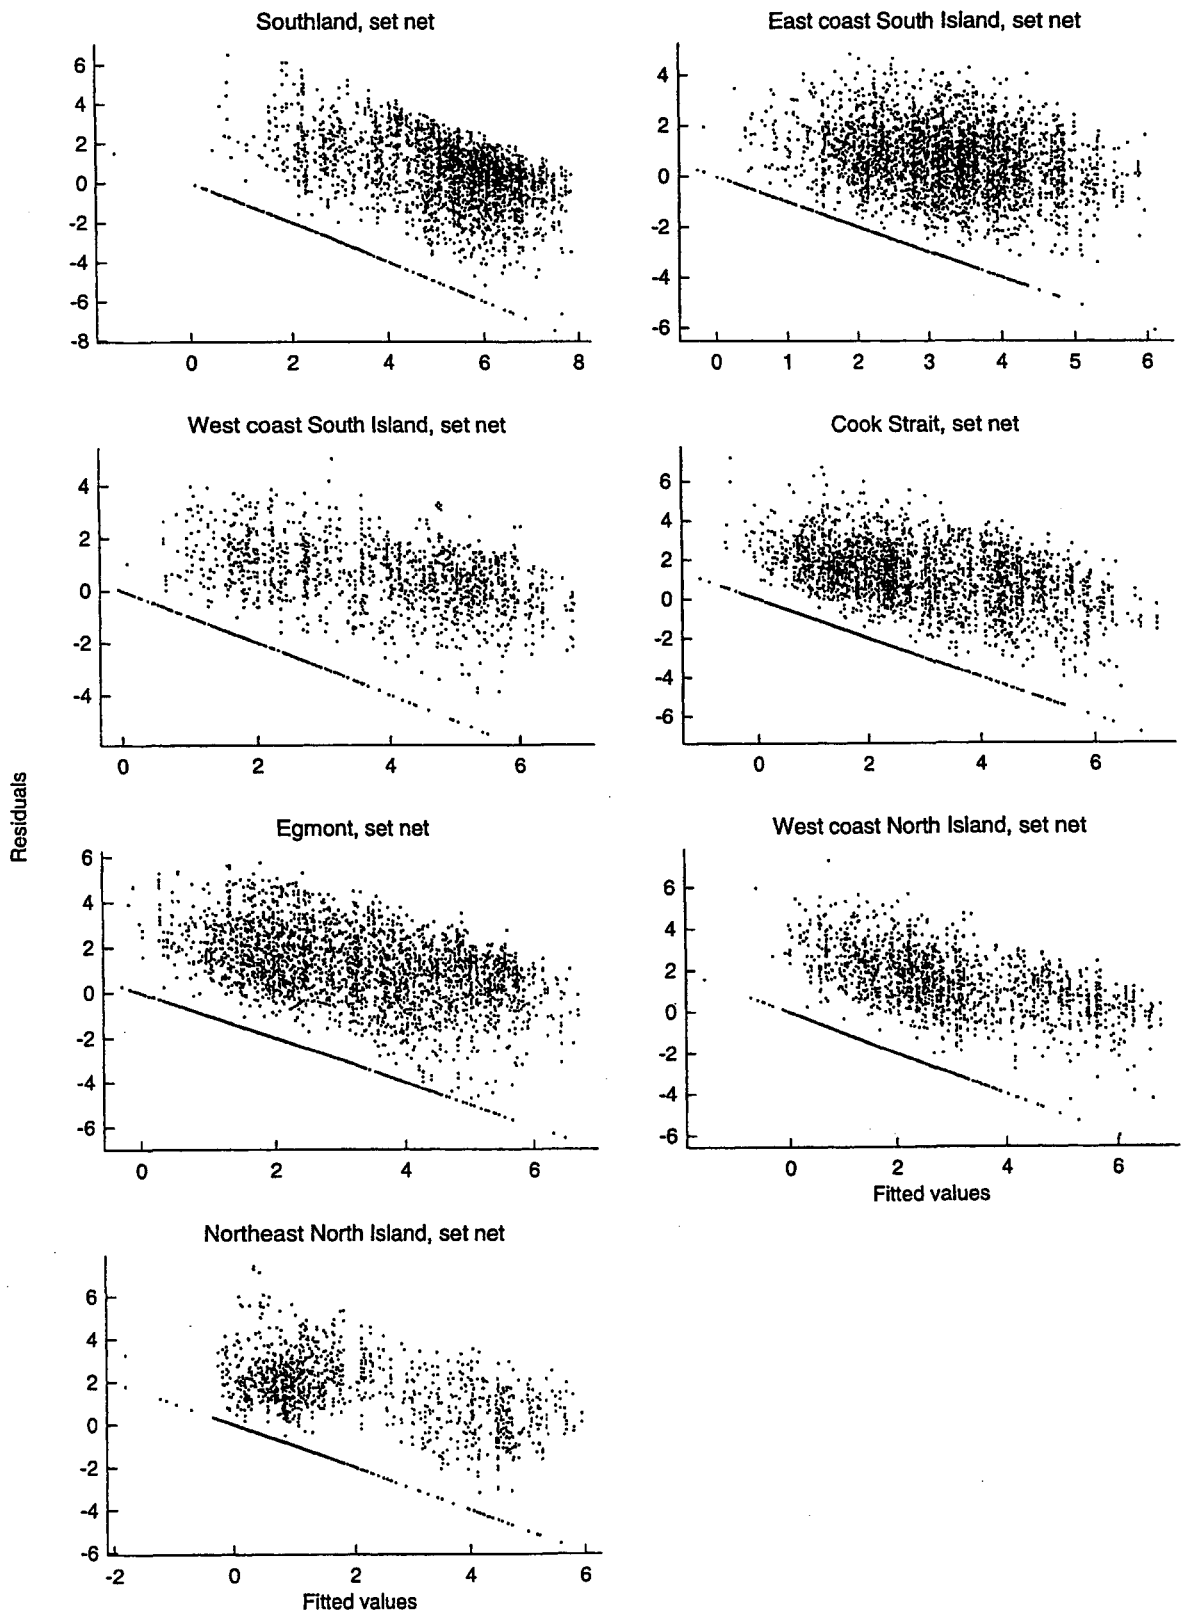 Southland, set net
6
4
2
0
-2
-4
-6
-8
0 2 4 6 8
East coast South Island, set net
4
2
0
-2
-4
-6
0 1 2 3 4 5 6
West coast South Island, set net
4
2
0
-2
-4
0 2 4 6
Cook Strait, set net
6
4
2
0
-2
-4
-6
0 2 4 6
Residuals
Egmont, set net
6
4
2
0
-2
-4
-6
0 2 4 6
West coast North Island, set net
6
4
2
0
-2
-4
-6
0 2 4 6
Fitted values
Northeast North Island, set net
6
4
2
0
-2
-4
-6
-2 0 2 4 6
Fitted values